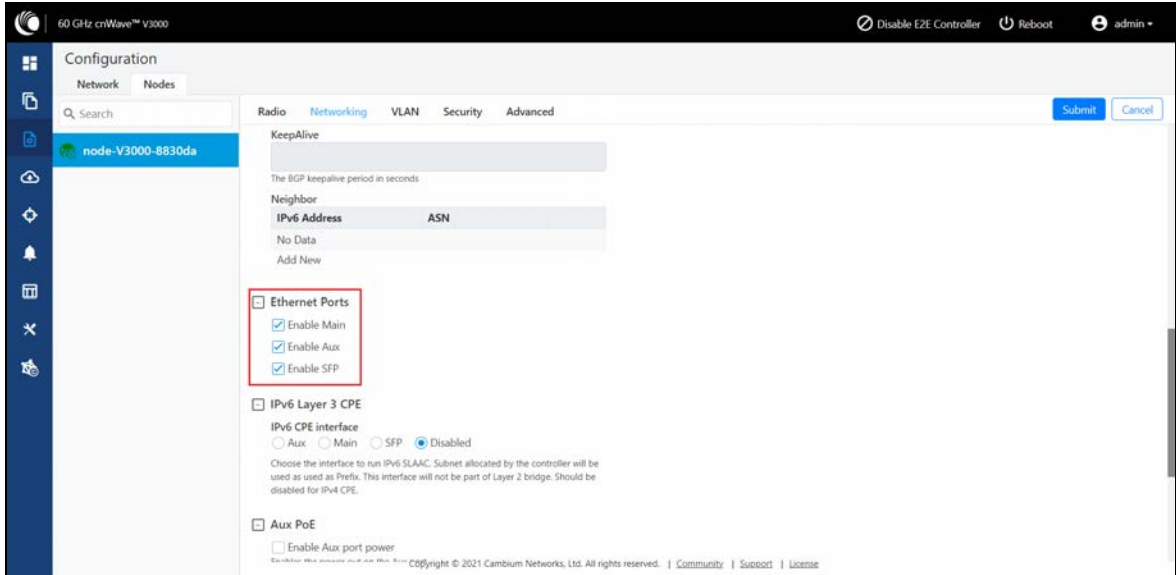 60 GHz cnWave™ V3000
Disable E2E Controller
Reboot
admin
Configuration
Network Nodes
Search
node-V3000-8830da
Radio Networking VLAN Security Advanced
Submit Cancel
KeepAlive
The BGP keepalive period in seconds
Neighbor
IPv6 Address ASN
No Data
Add New
Ethernet Ports
Enable Main
Enable Aux
Enable SFP
IPv6 Layer 3 CPE
IPv6 CPE interface
Aux Main SFP Disabled
Choose the interface to run IPv6 SLAAC. Subnet allocated by the controller will be
used as used as Prefix. This interface will not be part of Layer 2 bridge. Should be
disabled for IPv4 CPE.
Aux PoE
Enable Aux port power
Copyright © 2021 Cambium Networks, Ltd. All rights reserved. | Community | Support | License